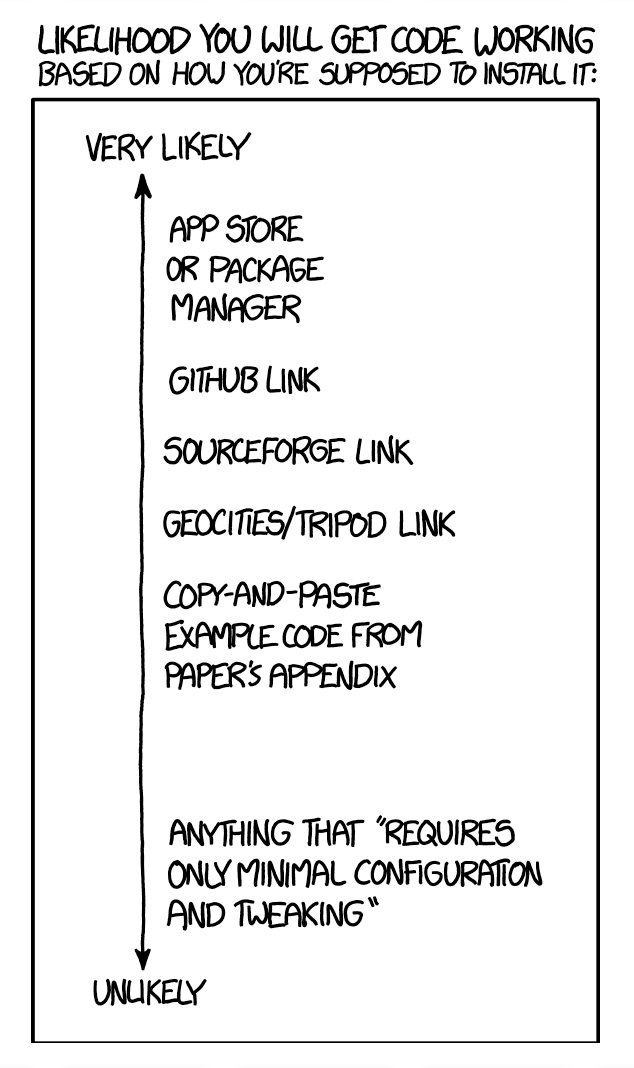 LIKELIHOOD YOU WILL GET CODE WORKING
BASED ON HOW YOU'RE SUPPOSED TO INSTALL IT:
VERY LIKELY
APP STORE
OR PACKAGE
MANAGER
GITHUB LINK
SOURCEFORGE LINK
GEOCITIES/TRIPOD LINK
COPY-AND-PASTE
EXAMPLE CODE FROM
PAPER'S APPENDIX
ANYTHING THAT "REQUIRES
ONLY MINIMAL CONFIGURATION
AND TWEAKING"
UNLIKELY